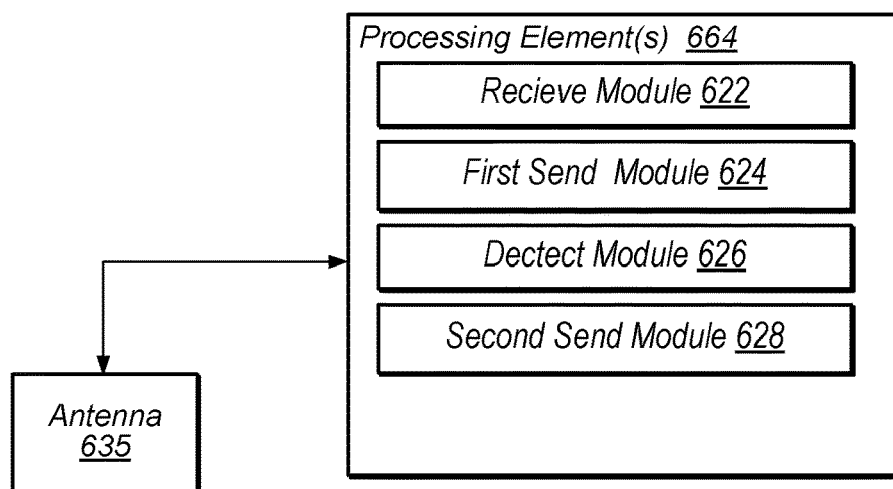 Processing Element(s) 664
Recieve Module 622
First Send Module 624
Dectect Module 626
Second Send Module 628
Antenna
635